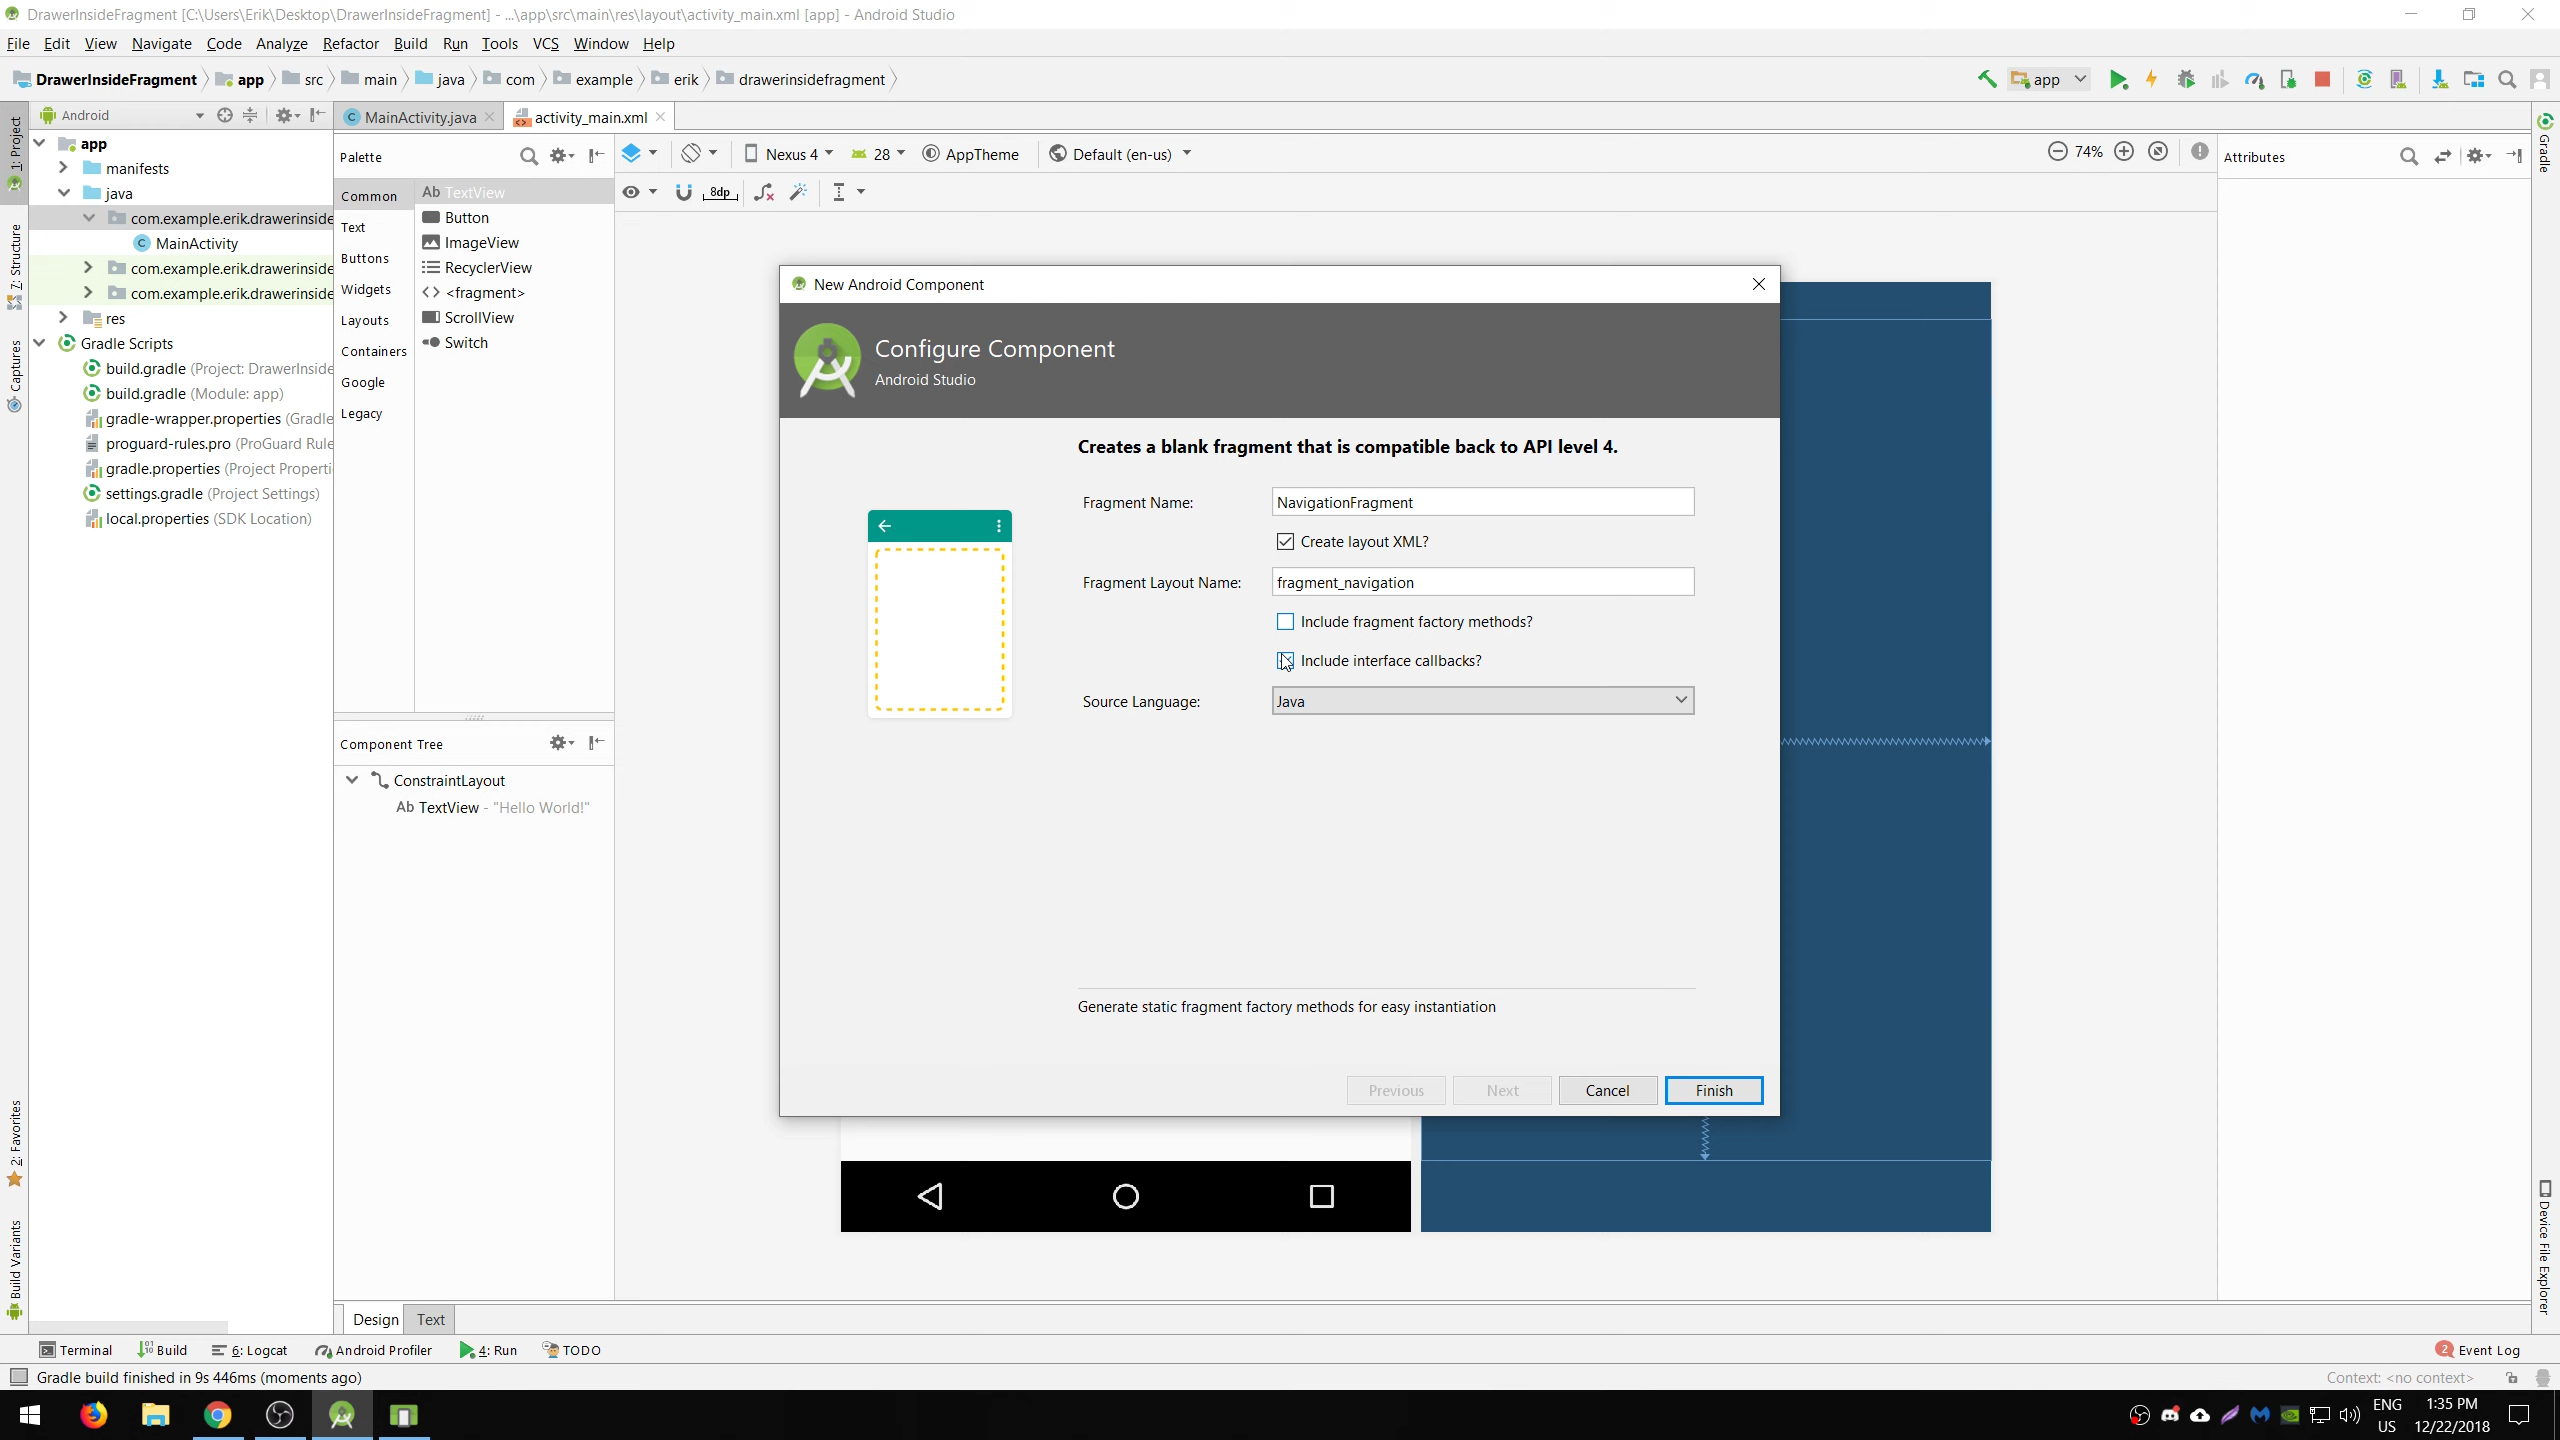 DrawerInsideFragment [C:\Users\Erik\Desktop\DrawerInsideFragment] - ...\app\src\main\res\layout\activity_main.xml [app] - Android Studio
File Edit View Navigate Code Analyze Refactor Build Run Tools VCS Window Help
DrawerInsideFragment app src main java com example erik drawerinsidefragment
app
Android
MainActivity.java
activity_main.xml
1: Project
7: Structure
Captures
2: Favorites
Build Variants
app
manifests
java
com.example.erik.drawerinside
MainActivity
com.example.erik.drawerinside
com.example.erik.drawerinside
res
Gradle Scripts
build.gradle (Project: DrawerInside
build.gradle (Module: app)
gradle-wrapper.properties (Gradle
proguard-rules.pro (ProGuard Rule
gradle.properties (Project Properti
settings.gradle (Project Settings)
local.properties (SDK Location)
Palette
Common
Text
Buttons
Widgets
Layouts
Containers
Google
Legacy
Ab TextView
Button
ImageView
RecyclerView
<fragment>
ScrollView
Switch
Component Tree
ConstraintLayout
Ab TextView - "Hello World!"
Nexus 4 28 AppTheme Default (en-us)
74%
8dp
Attributes
Gradle
Device File Explorer
New Android Component
Configure Component
Android Studio
Creates a blank fragment that is compatible back to API level 4.
Fragment Name: NavigationFragment
Create layout XML?
Fragment Layout Name: fragment_navigation
Include fragment factory methods?
Include interface callbacks?
Source Language: Java
Generate static fragment factory methods for easy instantiation
Previous Next Cancel Finish
Design Text
Terminal Build 6: Logcat Android Profiler 4: Run TODO
2 Event Log
Gradle build finished in 9s 446ms (moments ago)
Context: <no context>
ENG
US
1:35 PM
12/22/2018